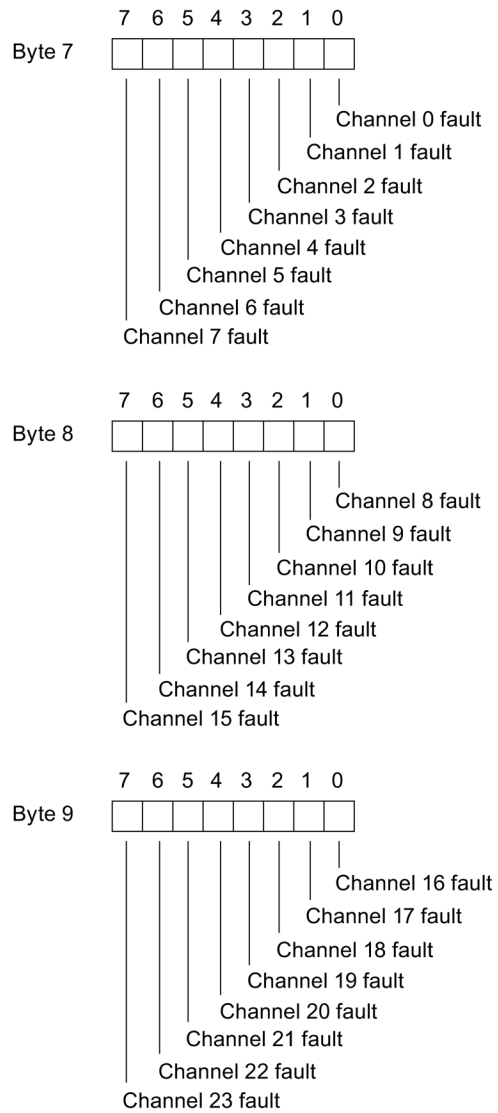 7 6 5 4 3 2 1 0
Byte 7
Channel 0 fault
Channel 1 fault
Channel 2 fault
Channel 3 fault
Channel 4 fault
Channel 5 fault
Channel 6 fault
Channel 7 fault
7 6 5 4 3 2 1 0
Byte 8
Channel 8 fault
Channel 9 fault
Channel 10 fault
Channel 11 fault
Channel 12 fault
Channel 13 fault
Channel 14 fault
Channel 15 fault
7 6 5 4 3 2 1 0
Byte 9
Channel 16 fault
Channel 17 fault
Channel 18 fault
Channel 19 fault
Channel 20 fault
Channel 21 fault
Channel 22 fault
Channel 23 fault